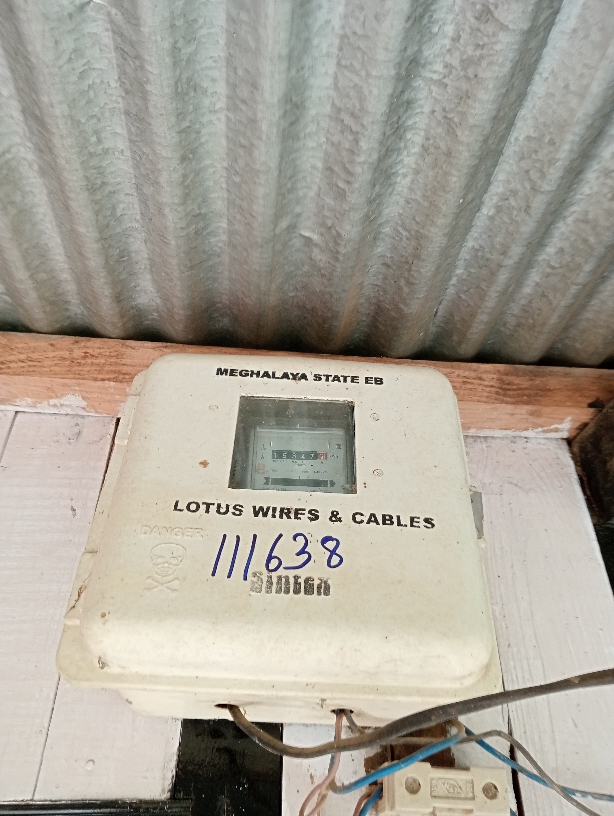 MEGHALAYA STATE EB
LOTUS WIRES & CABLES
DANGER
111638
Sintex